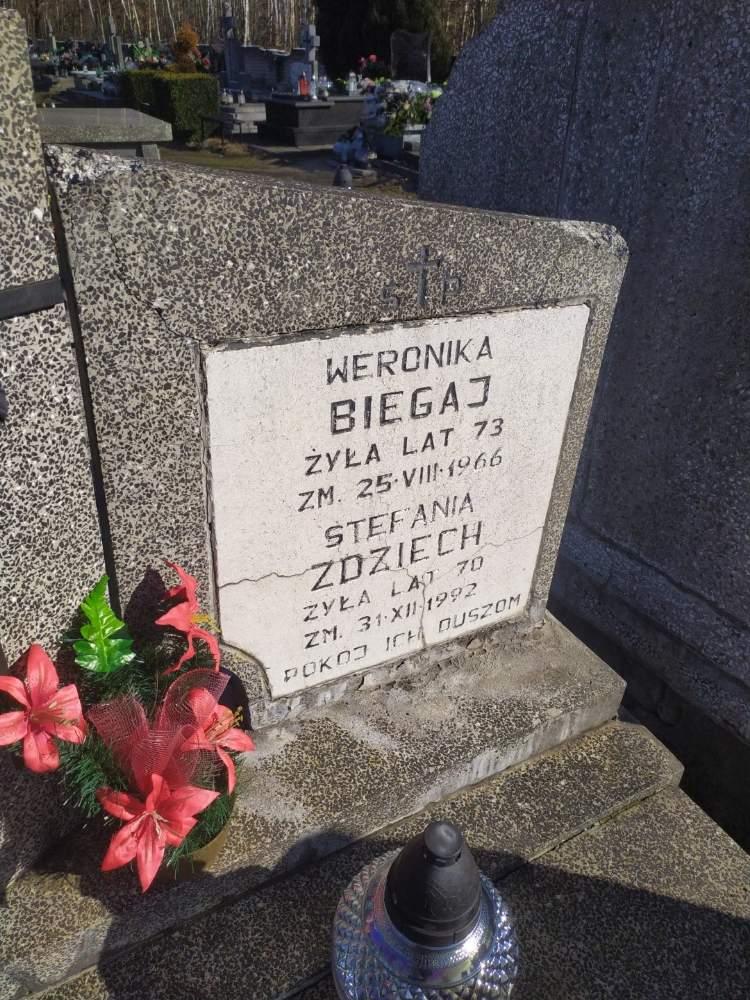 S P
WERONIKA
BIEGAJ
ŻYŁA LAT 73
ZM. 25·VIII·1966
STEFANIA
ZDZIECH
ŻYŁA LAT 70
ZM. 31·XII·1992
POKOJ ICH DUSZOM